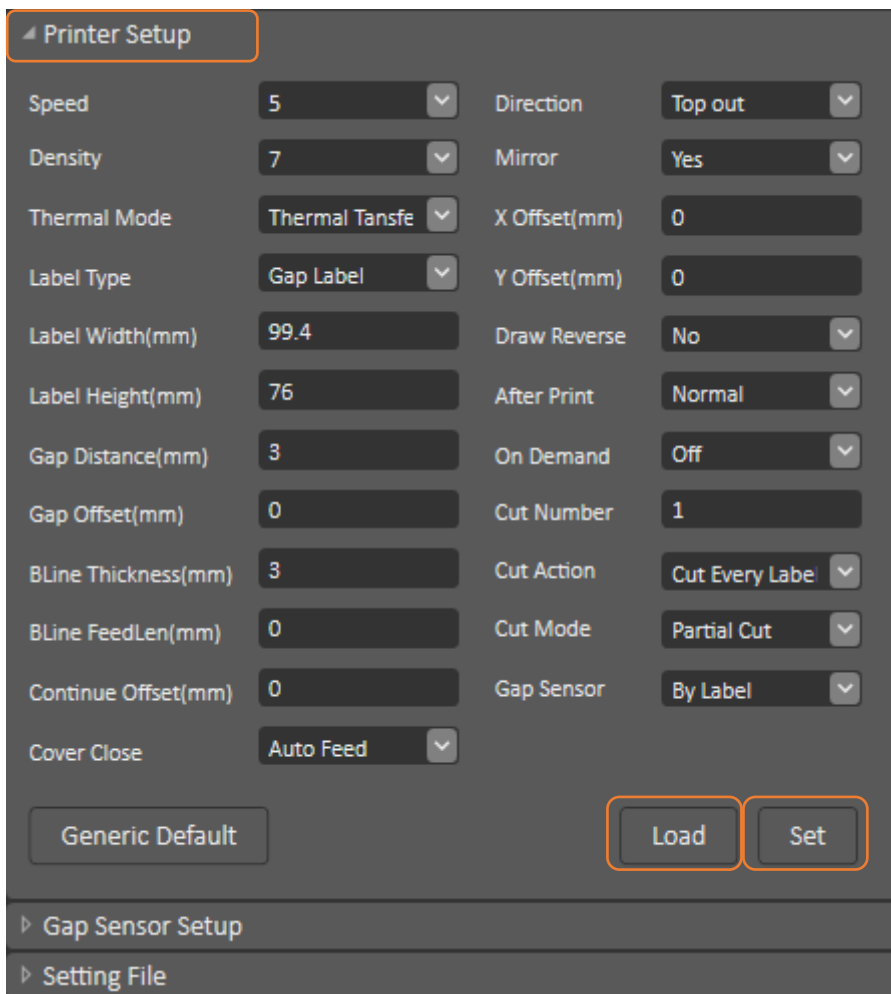 Printer Setup
Speed 5 Direction Top out
Density 7 Mirror Yes
Thermal Mode Thermal Tansfe X Offset(mm) 0
Label Type Gap Label Y Offset(mm) 0
Label Width(mm) 99.4 Draw Reverse No
Label Height(mm) 76 After Print Normal
Gap Distance(mm) 3 On Demand Off
Gap Offset(mm) 0 Cut Number 1
BLine Thickness(mm) 3 Cut Action Cut Every Label
BLine FeedLen(mm) 0 Cut Mode Partial Cut
Continue Offset(mm) 0 Gap Sensor By Label
Cover Close Auto Feed
Generic Default Load Set
Gap Sensor Setup
Setting File